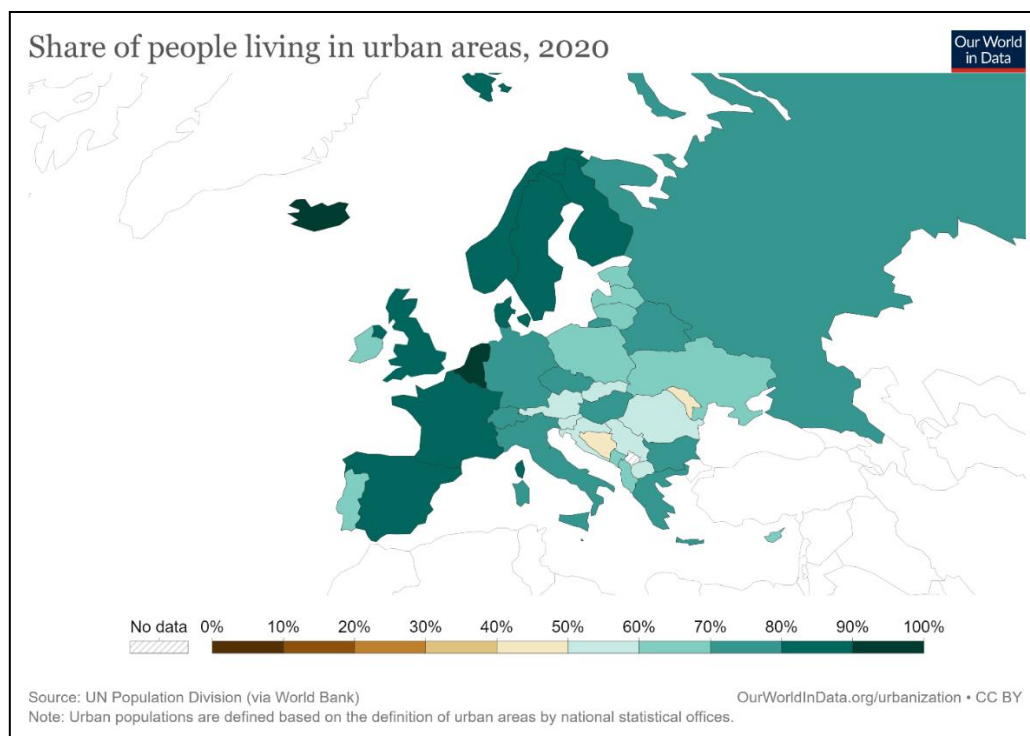 Share of people living in urban areas, 2020
Our World
in Data
No data 0% 10% 20% 30% 40% 50% 60% 70% 80% 90% 100%
Source: UN Population Division (via World Bank) OurWorldInData.org/urbanization • CC BY
Note: Urban populations are defined based on the definition of urban areas by national statistical offices.